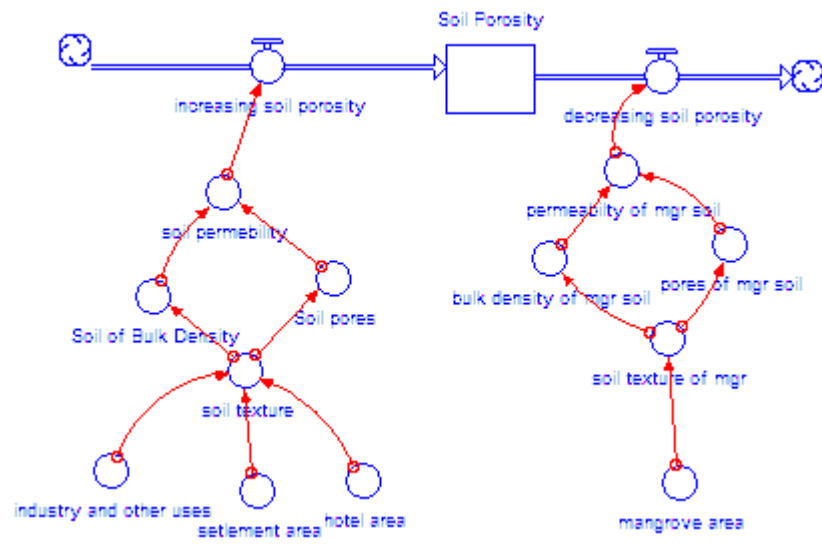 Soil Porosity
increasing soil porosity
decreasing soil porosity
soil permebility
permeabilty of mgr soil
Soil of Bulk Density
Soil pores
bulk density of mgr soil
pores of mgr soil
soil texture
soil texture of mgr
industry and other uses
setlement area
hotel area
mangrove area